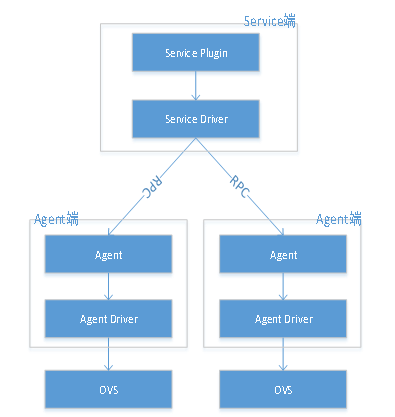 Service端
Service Plugin
Service Driver
RPC
RPC
Agent端
Agent端
Agent
Agent
Agent Driver
Agent Driver
OVS
OVS